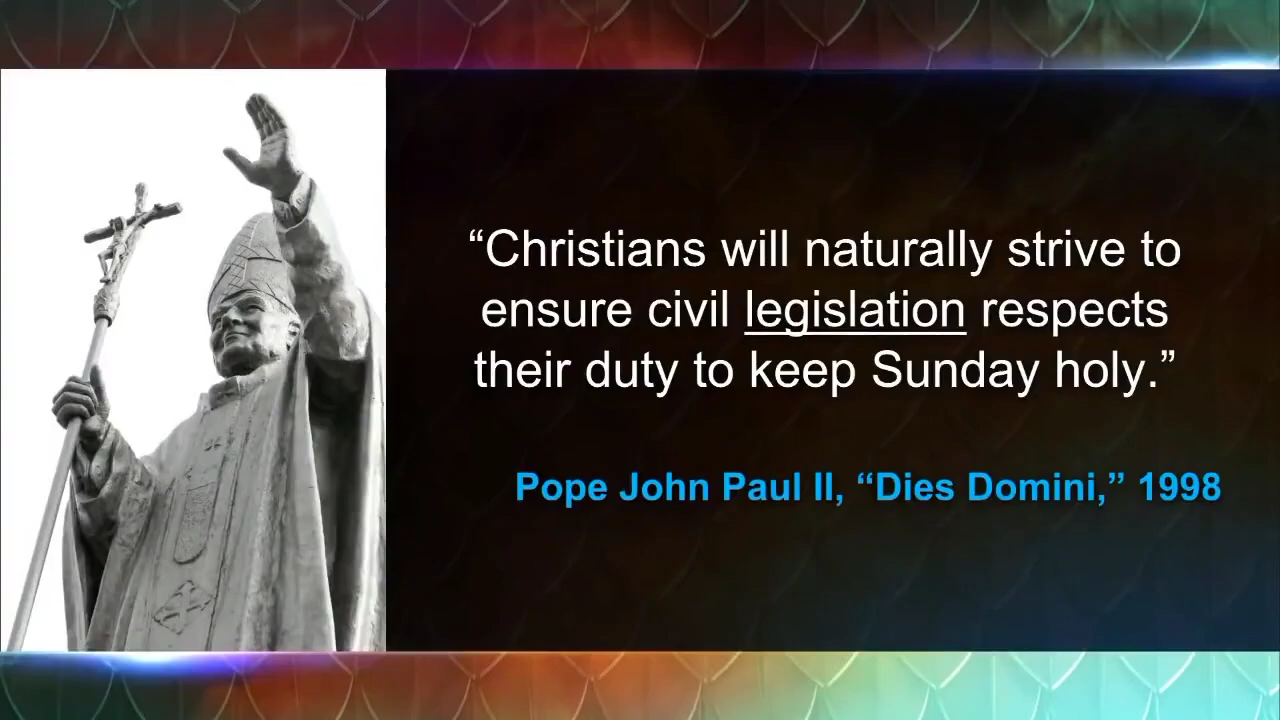 “Christians will naturally strive to
ensure civil legislation respects
their duty to keep Sunday holy.”
Pope John Paul II, “Dies Domini,” 1998